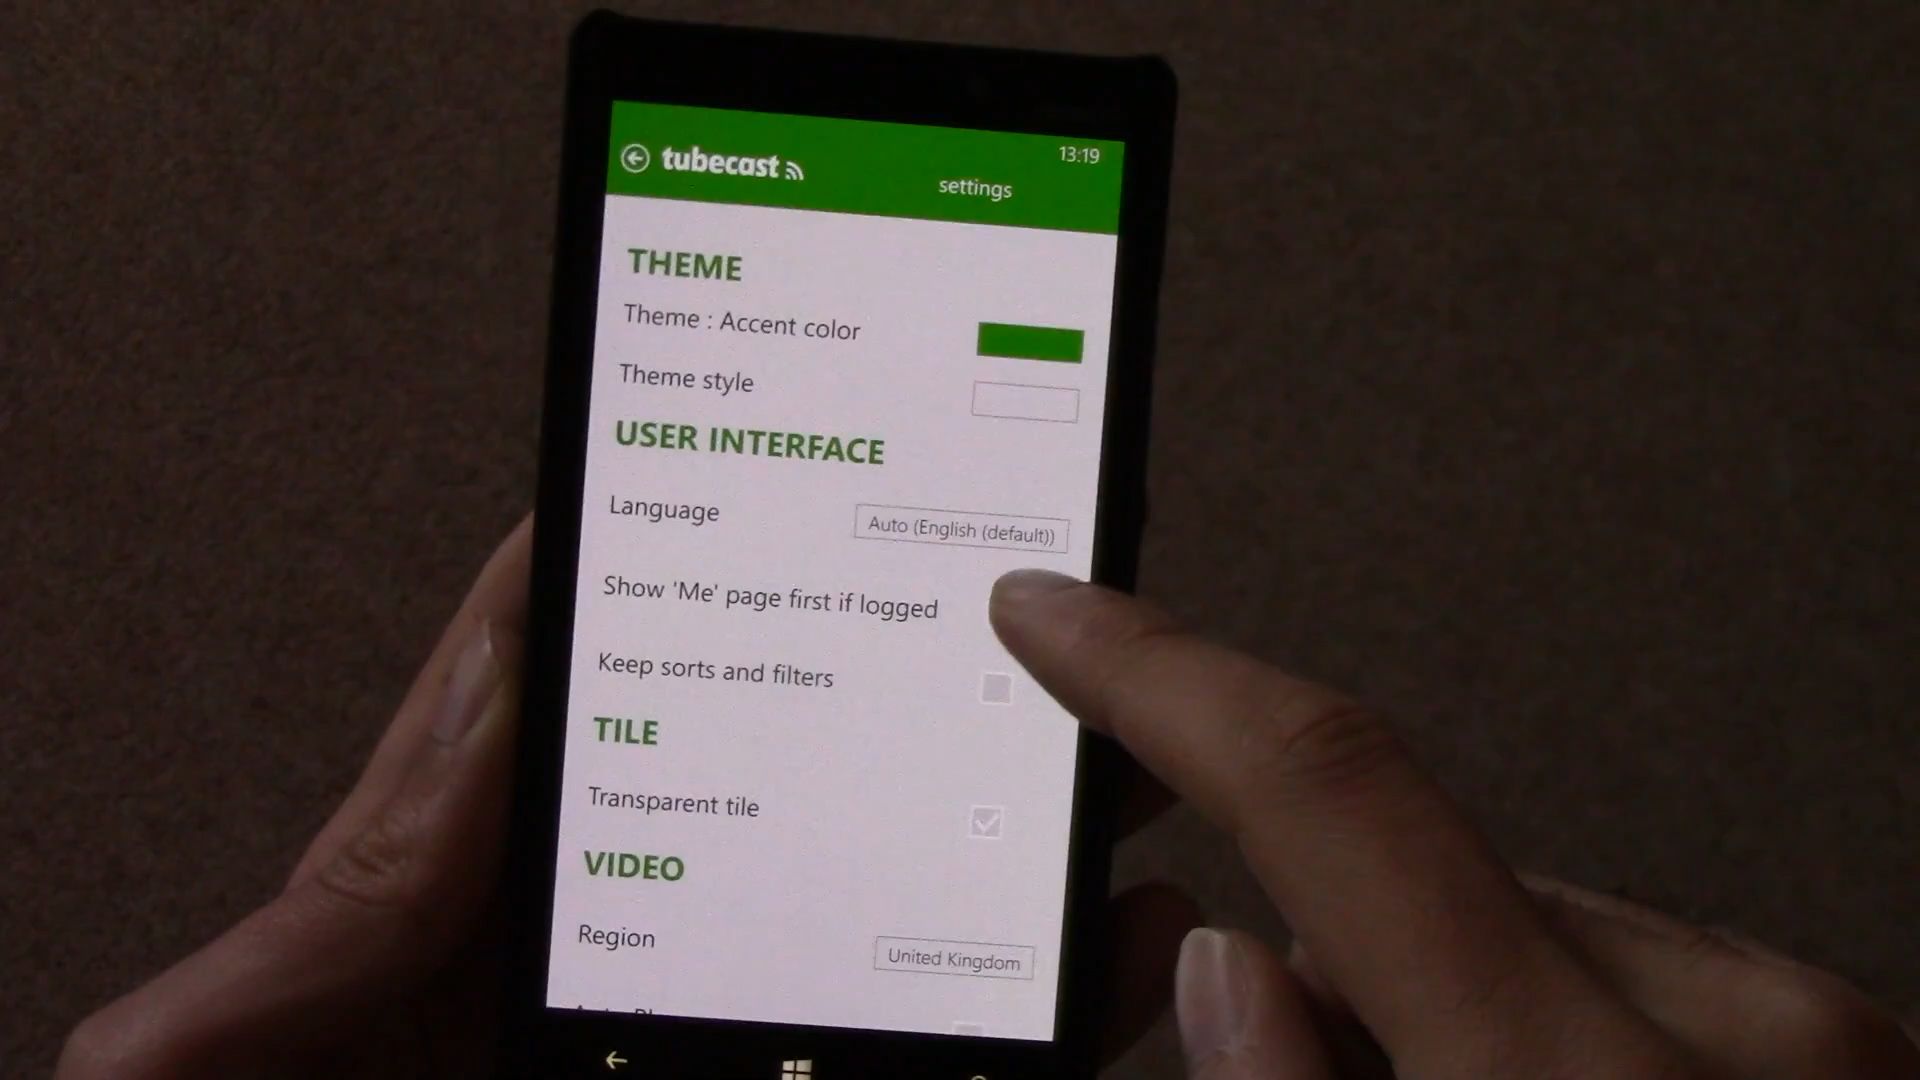 13:19
tubecast
settings
THEME
Theme : Accent color
Theme style
USER INTERFACE
Language
Auto (English (default))
Show 'Me' page first if logged
Keep sorts and filters
TILE
Transparent tile
VIDEO
Region
United Kingdom